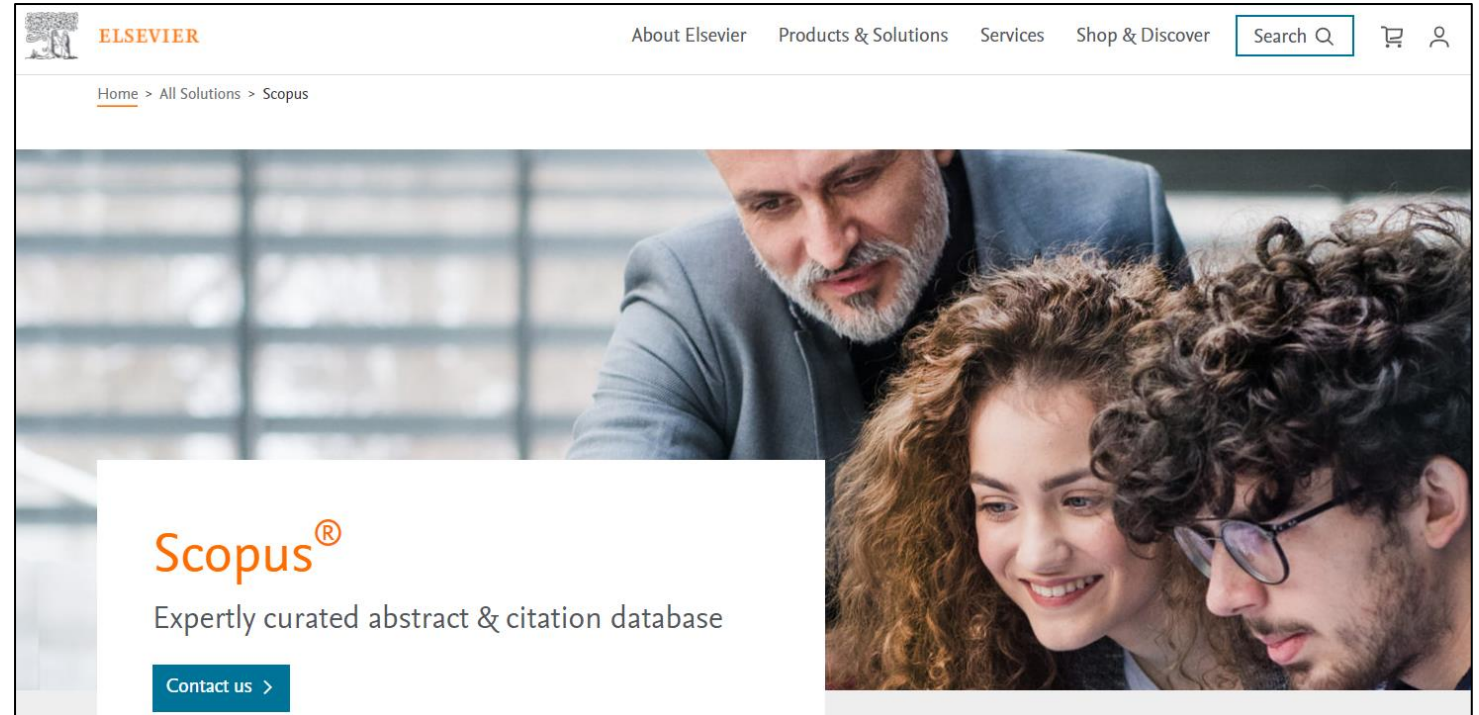 ELSEVIER
About Elsevier Products & Solutions Services Shop & Discover Search
Home > All Solutions > Scopus
Scopus®
Expertly curated abstract & citation database
Contact us >